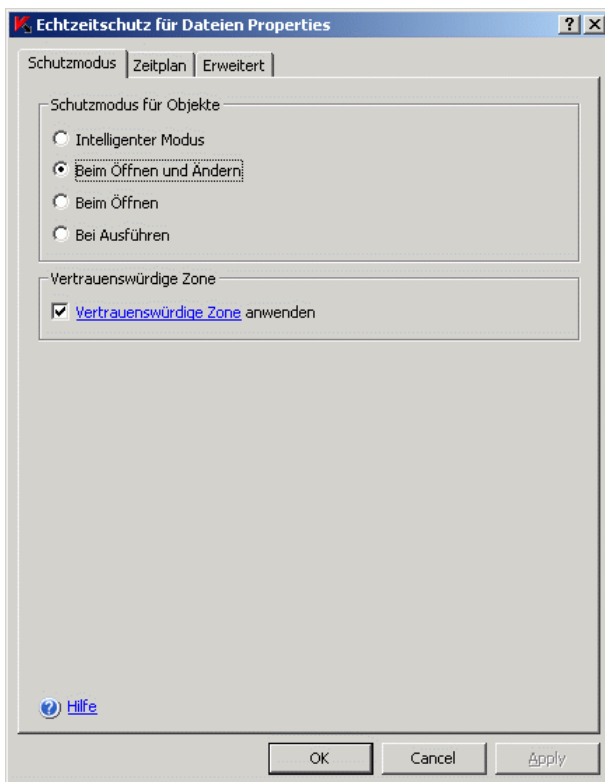 Echtzeitschutz für Dateien Properties
Schutzmodus Zeitplan Erweitert
Schutzmodus für Objekte
Intelligenter Modus
Beim Öffnen und Ändern
Beim Öffnen
Bei Ausführen
Vertrauenswürdige Zone
Vertrauenswürdige Zone anwenden
Hilfe
OK Cancel Apply